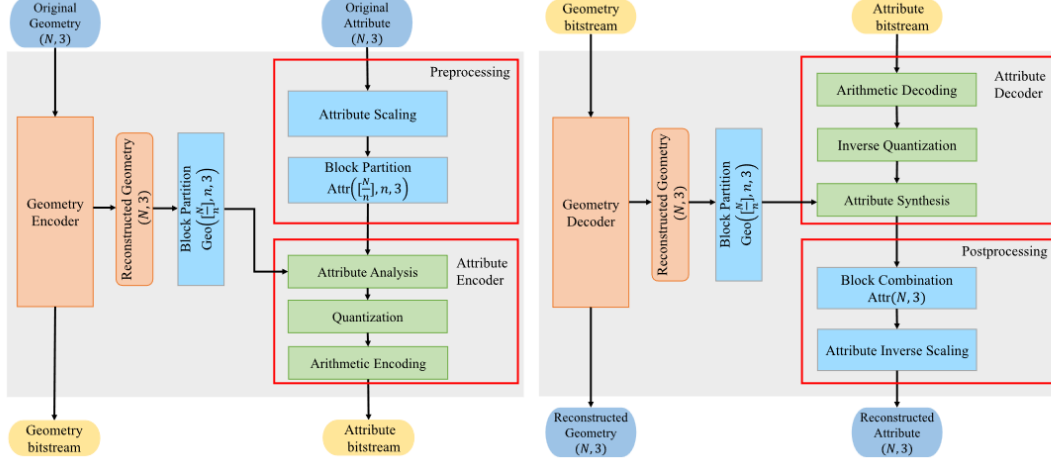 Original
Geometry
(N, 3)
Original
Attribute
(N, 3)
Preprocessing
Attribute Scaling
Block Partition
Attr([N/n], n, 3)
Geometry
Encoder
Reconstructed Geometry
(N, 3)
Block Partition
Geo([N/n], n, 3)
Attribute
Encoder
Attribute Analysis
Quantization
Arithmetic Encoding
Geometry
bitstream
Attribute
bitstream
Geometry
bitstream
Attribute
bitstream
Attribute
Decoder
Arithmetic Decoding
Inverse Quantization
Attribute Synthesis
Geometry
Decoder
Reconstructed Geometry
(N, 3)
Block Partition
Geo([N/n], n, 3)
Postprocessing
Block Combination
Attr(N, 3)
Attribute Inverse Scaling
Reconstructed
Geometry
(N, 3)
Reconstructed
Attribute
(N, 3)